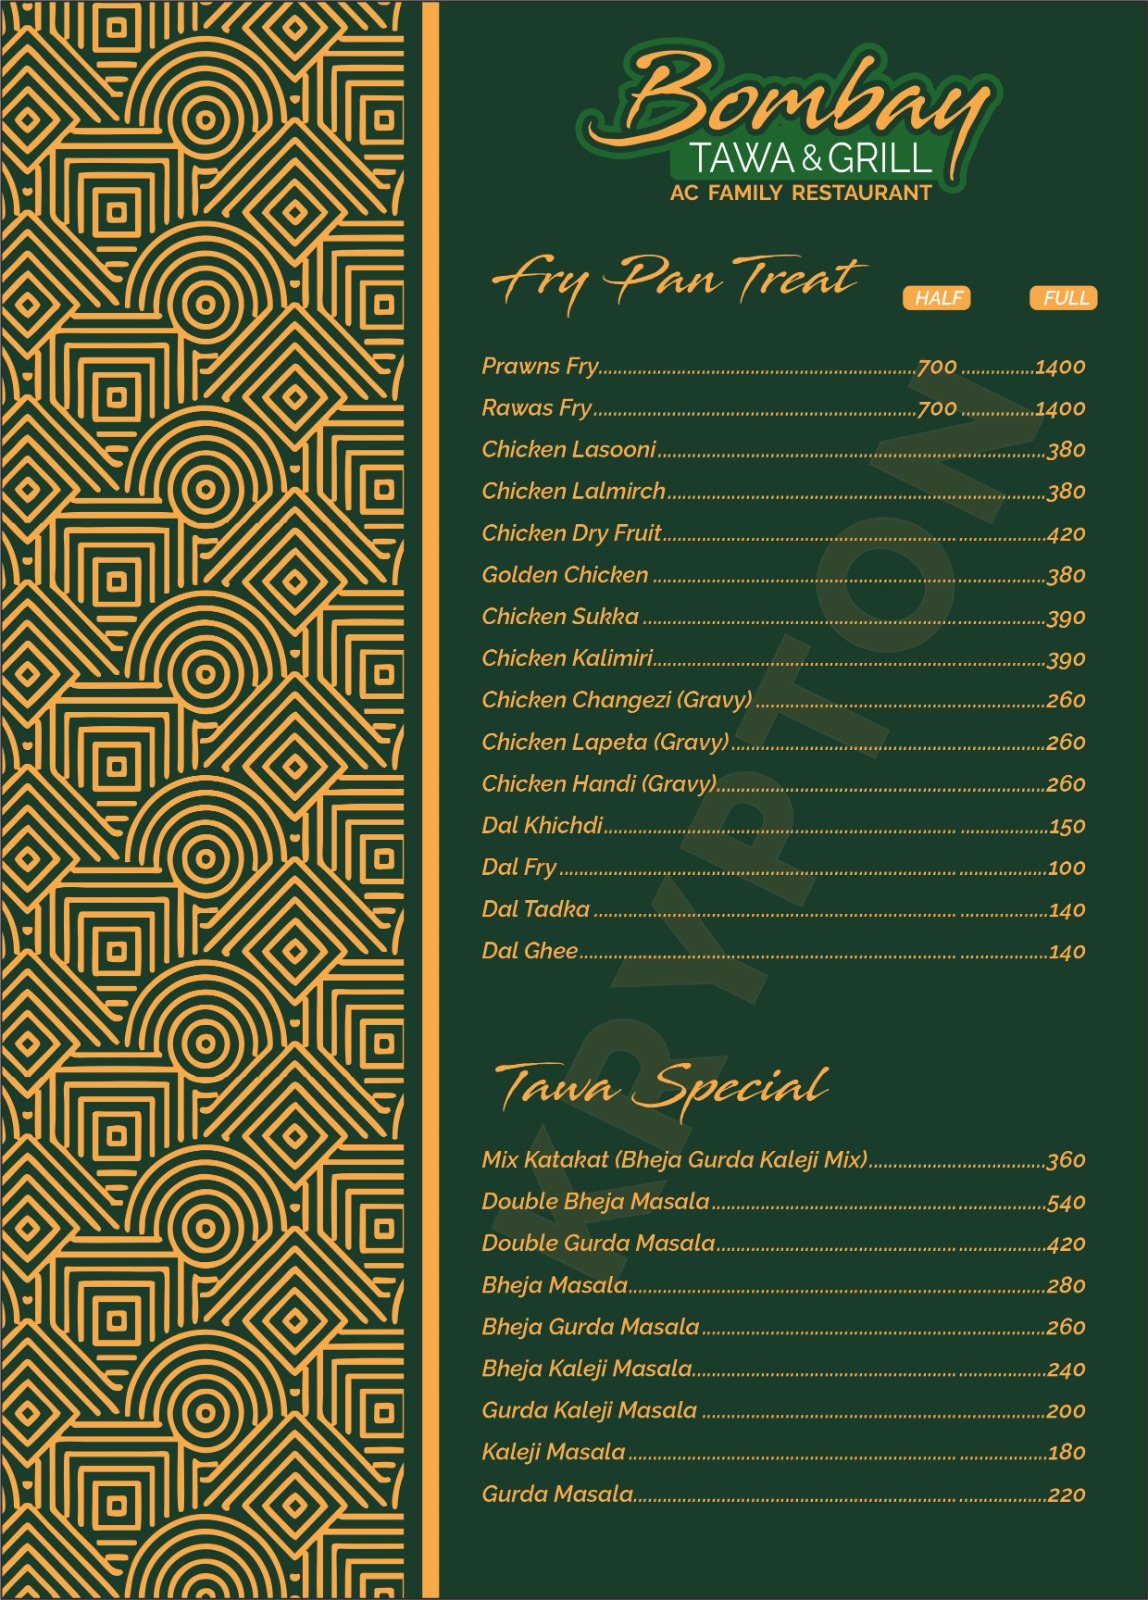 Bombay
TAWA & GRILL
AC FAMILY RESTAURANT
Fry Pan Treat HALF FULL
Prawns Fry 700 1400
Rawas Fry 700 1400
Chicken Lasooni 380
Chicken Lalmirch 380
Chicken Dry Fruit 420
Golden Chicken 380
Chicken Sukka 390
Chicken Kalimiri 390
Chicken Changezi (Gravy) 260
Chicken Lapeta (Gravy) 260
Chicken Handi (Gravy) 260
Dal Khichdi 150
Dal Fry 100
Dal Tadka 140
Dal Ghee 140
Tawa Special
Mix Katakat (Bheja Gurda Kaleji Mix) 360
Double Bheja Masala 540
Double Gurda Masala 420
Bheja Masala 280
Bheja Gurda Masala 260
Bheja Kaleji Masala 240
Gurda Kaleji Masala 200
Kaleji Masala 180
Gurda Masala 220
KRYPTON